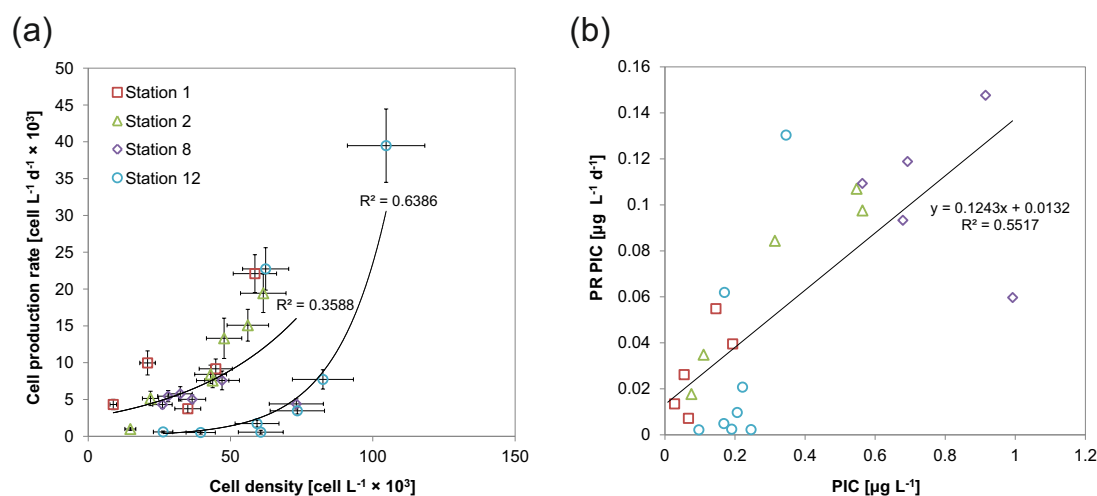 (a)
Cell production rate [cell L⁻¹ d⁻¹ × 10³]
50
45
40
35
30
25
20
15
10
5
0
Station 1
Station 2
Station 8
Station 12
R² = 0.6386
R² = 0.3588
0 50 100 150
Cell density [cell L⁻¹ × 10³]
(b)
PR PIC [µg L⁻¹ d⁻¹]
0.16
0.14
0.12
0.1
0.08
0.06
0.04
0.02
0
y = 0.1243x + 0.0132
R² = 0.5517
0 0.2 0.4 0.6 0.8 1 1.2
PIC [µg L⁻¹]